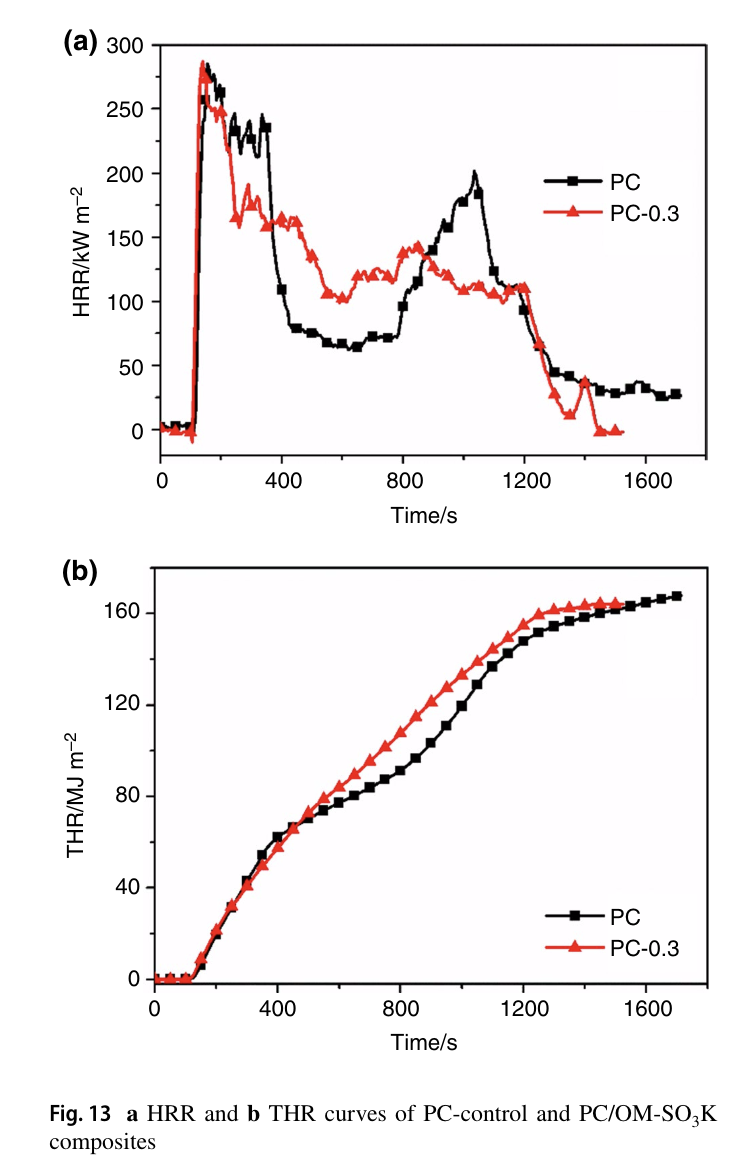 (a)
300
250
200
150
100
50
0
HRR/kW m⁻²
PC
PC-0.3
0 400 800 1200 1600
Time/s
(b)
160
120
80
40
0
THR/MJ m⁻²
PC
PC-0.3
0 400 800 1200 1600
Time/s
Fig. 13 a HRR and b THR curves of PC-control and PC/OM-SO₃K
composites